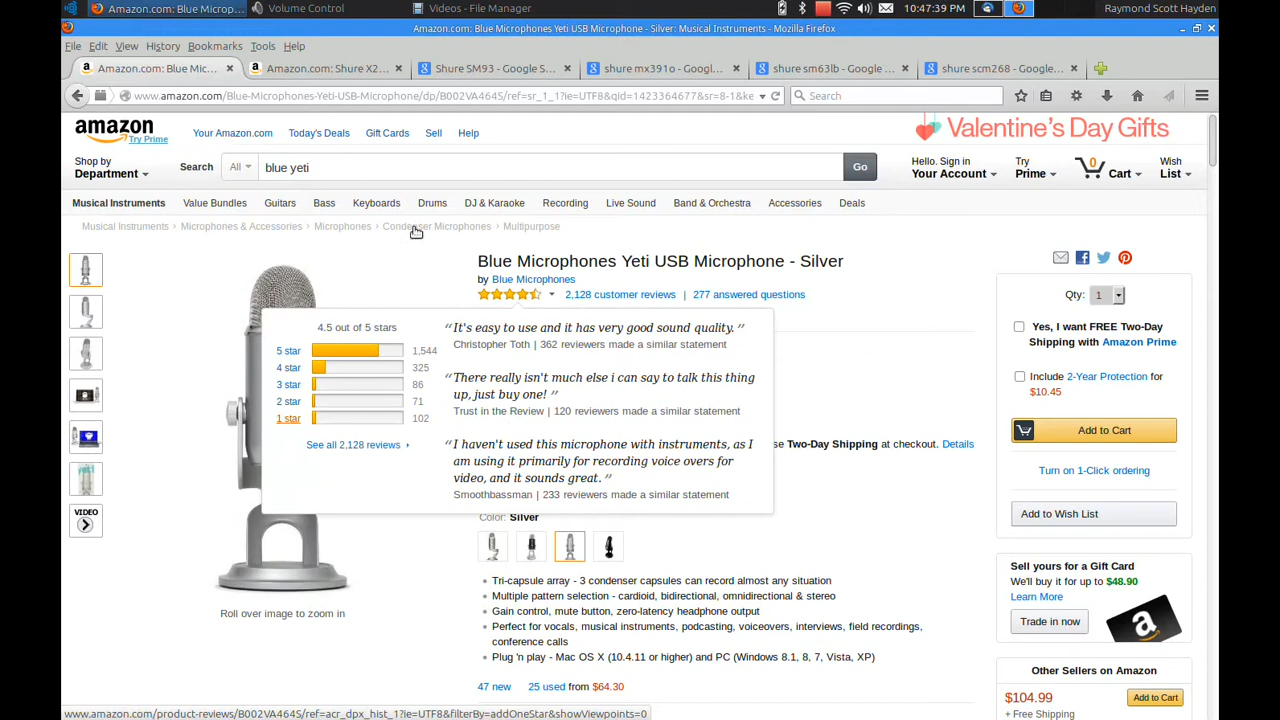 Amazon.com: Blue Microp...
Volume Control
Videos - File Manager
10:47:39 PM
Raymond Scott Hayden
Amazon.com: Blue Microphones Yeti USB Microphone - Silver: Musical Instruments - Mozilla Firefox
File Edit View History Bookmarks Tools Help
Amazon.com: Blue Mic...
Amazon.com: Shure X2...
Shure SM93 - Google S...
shure mx391o - Googl...
shure sm63lb - Google ...
shure scm268 - Google...
www.amazon.com/Blue-Microphones-Yeti-USB-Microphone/dp/B002VA464S/ref=sr_1_1?ie=UTF8&qid=1423364677&sr=8-1&ke
Search
amazon
Try Prime
Your Amazon.com
Today's Deals
Gift Cards
Sell
Help
Valentine's Day Gifts
Shop by
Department
Search
All
blue yeti
Go
Hello. Sign in
Your Account
Try
Prime
0
Cart
Wish
List
Musical Instruments
Value Bundles
Guitars
Bass
Keyboards
Drums
DJ & Karaoke
Recording
Live Sound
Band & Orchestra
Accessories
Deals
Musical Instruments › Microphones & Accessories › Microphones › Condenser Microphones › Multipurpose
Blue Microphones Yeti USB Microphone - Silver
by Blue Microphones
2,128 customer reviews | 277 answered questions
4.5 out of 5 stars
5 star 1,544
4 star 325
3 star 86
2 star 71
1 star 102
See all 2,128 reviews
“It's easy to use and it has very good sound quality.”
Christopher Toth | 362 reviewers made a similar statement
“There really isn't much else i can say to talk this thing
up, just buy one!”
Trust in the Review | 120 reviewers made a similar statement
“I haven't used this microphone with instruments, as I
am using it primarily for recording voice overs for
video, and it sounds great.”
Smoothbassman | 233 reviewers made a similar statement
se Two-Day Shipping at checkout. Details
VIDEO
Roll over image to zoom in
Color: Silver
• Tri-capsule array - 3 condenser capsules can record almost any situation
• Multiple pattern selection - cardioid, bidirectional, omnidirectional & stereo
• Gain control, mute button, zero-latency headphone output
• Perfect for vocals, musical instruments, podcasting, voiceovers, interviews, field recordings,
conference calls
• Plug 'n play - Mac OS X (10.4.11 or higher) and PC (Windows 8.1, 8, 7, Vista, XP)
47 new
25 used from $64.30
Qty: 1
Yes, I want FREE Two-Day
Shipping with Amazon Prime
Include 2-Year Protection for
$10.45
Add to Cart
Turn on 1-Click ordering
Add to Wish List
Sell yours for a Gift Card
We'll buy it for up to $48.90
Learn More
Trade in now
Other Sellers on Amazon
$104.99
Add to Cart
+ Free Shipping
www.amazon.com/product-reviews/B002VA464S/ref=acr_dpx_hist_1?ie=UTF8&filterBy=addOneStar&showViewpoints=0